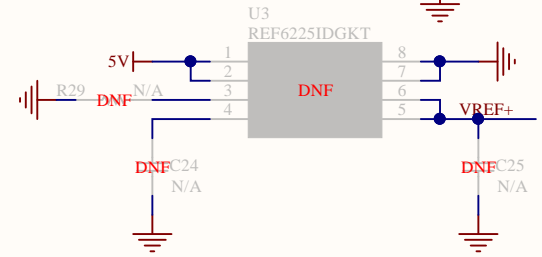 U3
REF6225IDGKT
5V
1
2
3
4
8
7
6
5
DNF
R29
DNF
N/A
VREF+
DNF
C24
N/A
DNF
C25
N/A